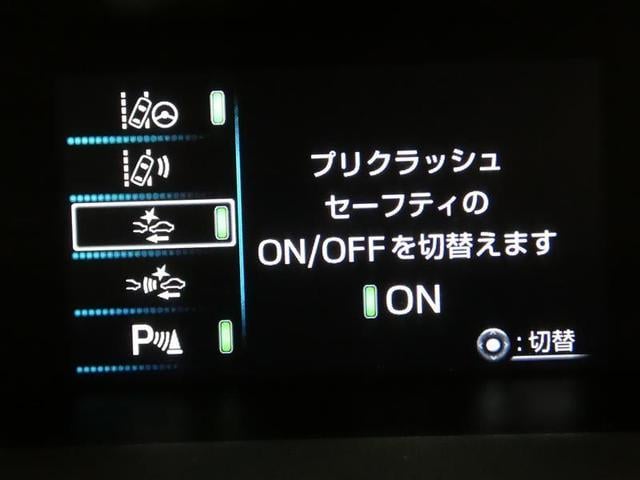 プリクラッシュ
セーフティの
ON/OFFを切替えます
ON
P
:切替